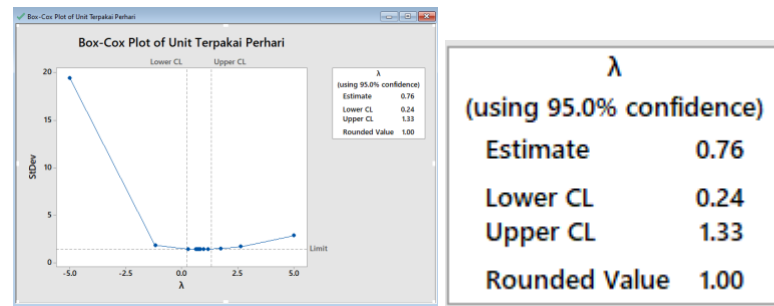 Box-Cox Plot of Unit Terpakai Perhari
Box-Cox Plot of Unit Terpakai Perhari
Lower CL Upper CL
20
15
10
5
0
StDev
-5.0 -2.5 0.0 2.5 5.0
λ
Limit
λ
(using 95.0% confidence)
Estimate 0.76
Lower CL 0.24
Upper CL 1.33
Rounded Value 1.00
λ
(using 95.0% confidence)
Estimate 0.76
Lower CL 0.24
Upper CL 1.33
Rounded Value 1.00